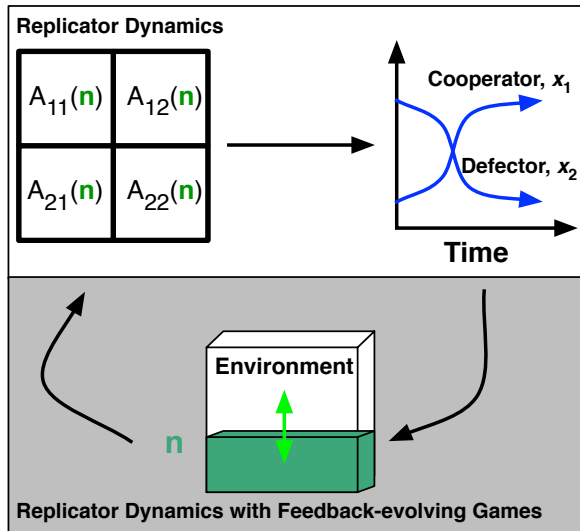 Replicator Dynamics
A₁₁(n) A₁₂(n)
A₂₁(n) A₂₂(n)
Cooperator, x₁
Defector, x₂
Time
Environment
n
Replicator Dynamics with Feedback-evolving Games